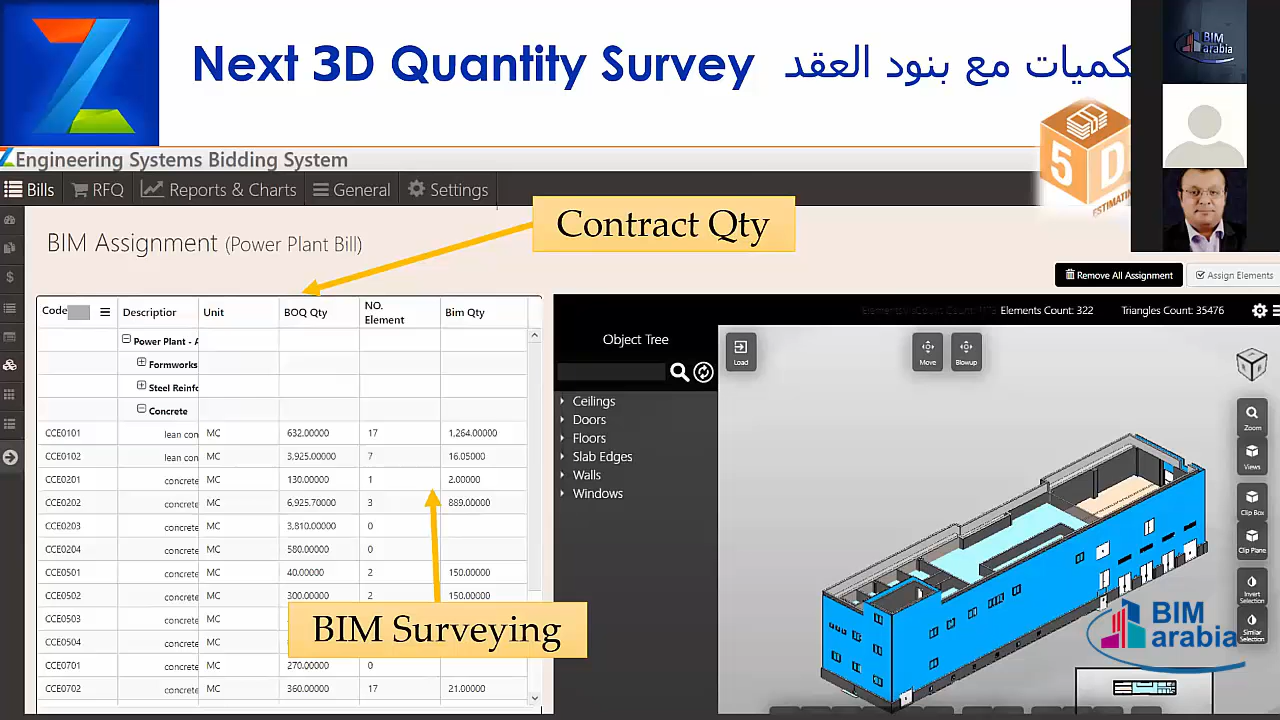 Next 3D Quantity Survey
كميات مع بنود العقد
BIM arabia
5D
ESTIMATING
Engineering Systems Bidding System
Bills
RFQ
Reports & Charts
General
Settings
Contract Qty
BIM Assignment (Power Plant Bill)
Remove All Assignment
Assign Elements
Code Description Unit BOQ Qty NO. Element Bim Qty
Power Plant - A
Formworks
Steel Reinfo
Concrete
CCE0101 lean con MC 632.00000 17 1,264.00000
CCE0102 lean con MC 3,925.00000 7 16.05000
CCE0201 concrete MC 130.00000 1 2.00000
CCE0202 concrete MC 6,925.70000 3 889.00000
CCE0203 concrete MC 3,810.00000 0
CCE0204 concrete MC 580.00000 0
CCE0501 concrete MC 40.00000 2 150.00000
CCE0502 concrete MC 300.00000 2 150.00000
CCE0503 concrete MC
CCE0504 concrete MC
CCE0701 concrete MC 270.00000 0
CCE0702 concrete MC 360.00000 17 21.00000
BIM Surveying
Elements Count: 322
Triangles Count: 35476
Object Tree
Ceilings
Doors
Floors
Slab Edges
Walls
Windows
Load
Move
Blowup
Zoom
Views
Clip Box
Clip Plane
Invert Selection
Similar Selection
BIM
arabia